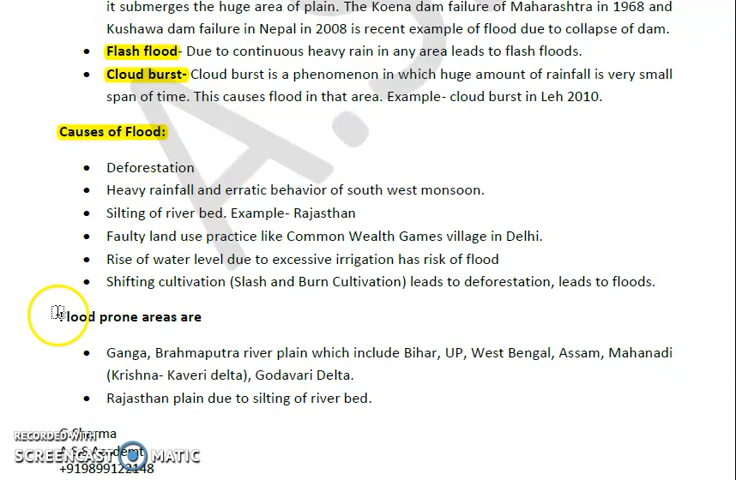 it submerges the huge area of plain. The Koena dam failure of Maharashtra in 1968 and
Kushawa dam failure in Nepal in 2008 is recent example of flood due to collapse of dam.
• Flash flood- Due to continuous heavy rain in any area leads to flash floods.
• Cloud burst- Cloud burst is a phenomenon in which huge amount of rainfall is very small
span of time. This causes flood in that area. Example- cloud burst in Leh 2010.
Causes of Flood:
• Deforestation
• Heavy rainfall and erratic behavior of south west monsoon.
• Silting of river bed. Example- Rajasthan
• Faulty land use practice like Common Wealth Games village in Delhi.
• Rise of water level due to excessive irrigation has risk of flood
• Shifting cultivation (Slash and Burn Cultivation) leads to deforestation, leads to floods.
Flood prone areas are
• Ganga, Brahmaputra river plain which include Bihar, UP, West Bengal, Assam, Mahanadi
(Krishna- Kaveri delta), Godavari Delta.
• Rajasthan plain due to silting of river bed.
G.Sharma
RECORDED WITH
SCREENCAST MATIC
+919899122148